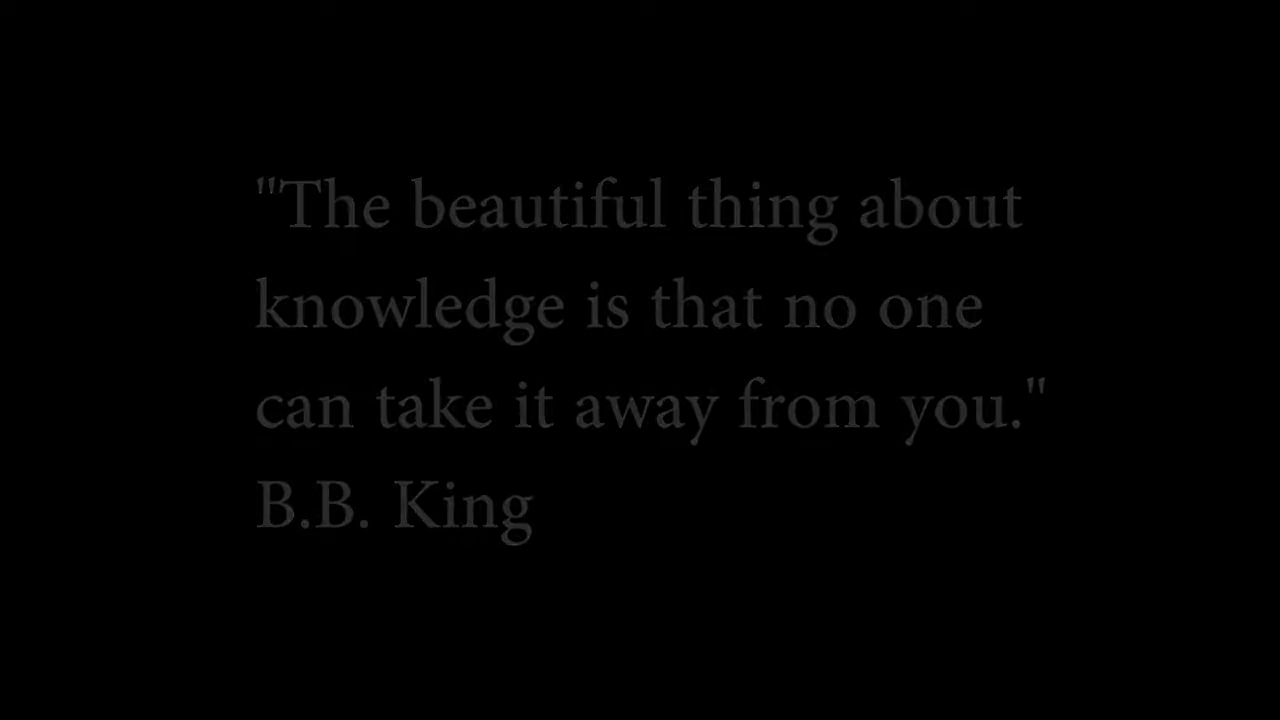 "The beautiful thing about
knowledge is that no one
can take it away from you."
B.B. King